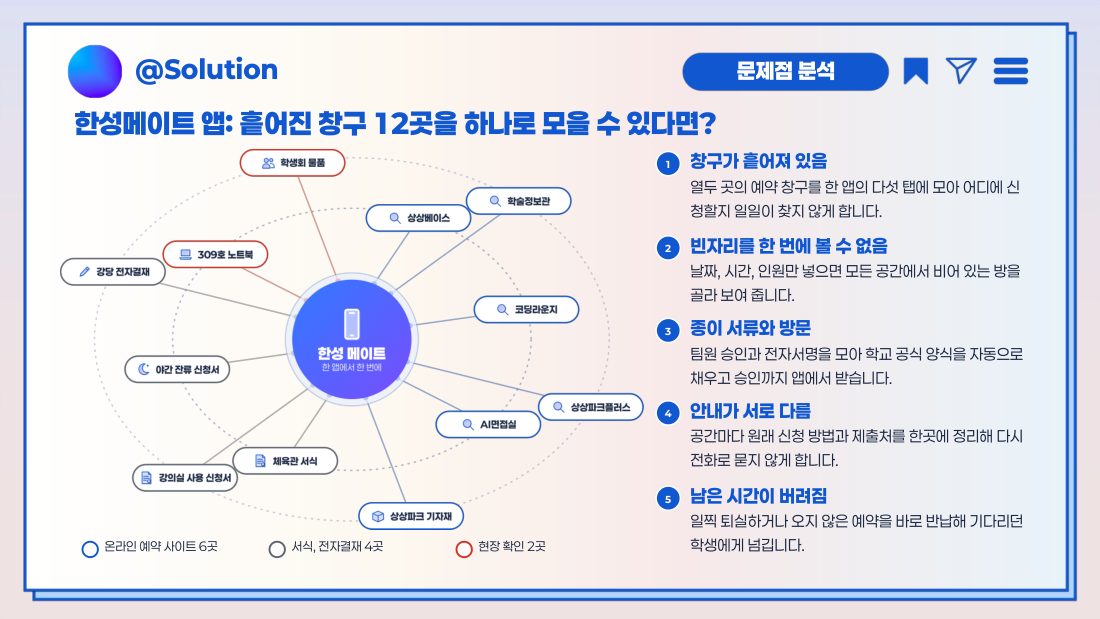 @Solution
문제점 분석
한성메이트 앱: 흩어진 창구 12곳을 하나로 모을 수 있다면?
학생회 물품
학술정보관
상상베이스
309호 노트북
강당 전자결재
코딩라운지
한성 메이트
한 앱에서 한 번에
야간 잔류 신청서
상상파크플러스
AI면접실
체육관 서식
강의실 사용 신청서
상상파크 기자재
온라인 예약 사이트 6곳
서식, 전자결재 4곳
현장 확인 2곳
1 창구가 흩어져 있음
열두 곳의 예약 창구를 한 앱의 다섯 탭에 모아 어디에 신
청할지 일일이 찾지 않게 합니다.
2 빈자리를 한 번에 볼 수 없음
날짜, 시간, 인원만 넣으면 모든 공간에서 비어 있는 방을
골라 보여 줍니다.
3 종이 서류와 방문
팀원 승인과 전자서명을 모아 학교 공식 양식을 자동으로
채우고 승인까지 앱에서 받습니다.
4 안내가 서로 다름
공간마다 원래 신청 방법과 제출처를 한곳에 정리해 다시
전화로 묻지 않게 합니다.
5 남은 시간이 버려짐
일찍 퇴실하거나 오지 않은 예약을 바로 반납해 기다리던
학생에게 넘깁니다.